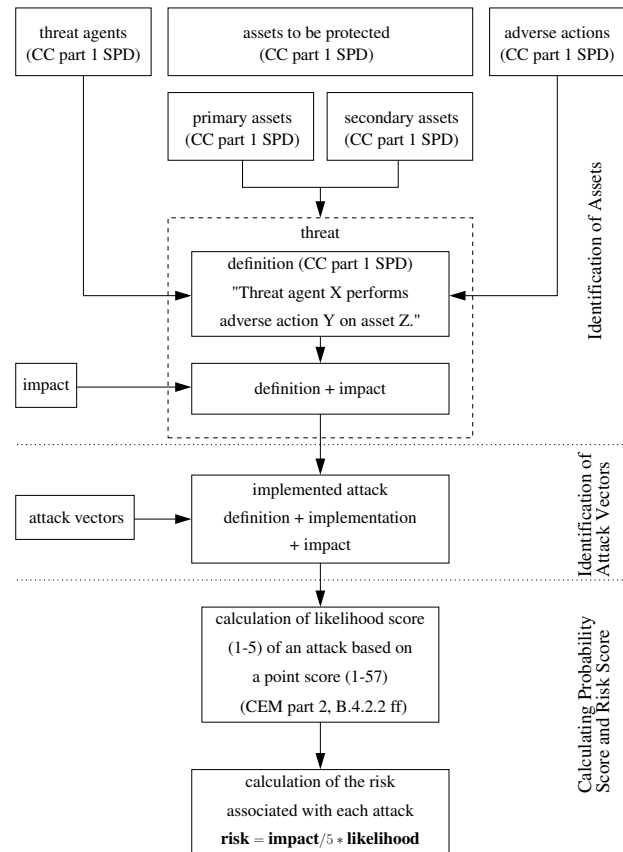 threat agents
(CC part 1 SPD)
assets to be protected
(CC part 1 SPD)
adverse actions
(CC part 1 SPD)
primary assets
(CC part 1 SPD)
secondary assets
(CC part 1 SPD)
threat
definition (CC part 1 SPD)
"Threat agent X performs
adverse action Y on asset Z."
impact
definition + impact
Identification of Assets
attack vectors
implemented attack
definition + implementation
+ impact
Identification of
Attack Vectors
calculation of likelihood score
(1-5) of an attack based on
a point score (1-57)
(CEM part 2, B.4.2.2 ff)
calculation of the risk
associated with each attack
risk = impact/5 * likelihood
Calculating Probability
Score and Risk Score